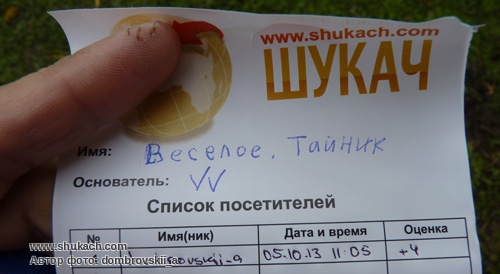 www.shukach.com
ШУКАЧ
Имя: Веселое. Тайник
Основатель: VV
Список посетителей
№ Имя(ник) Дата и время Оценка
05.10.13 11:05 +4
www.shukach.com
Автор фото: dombrovskii-a